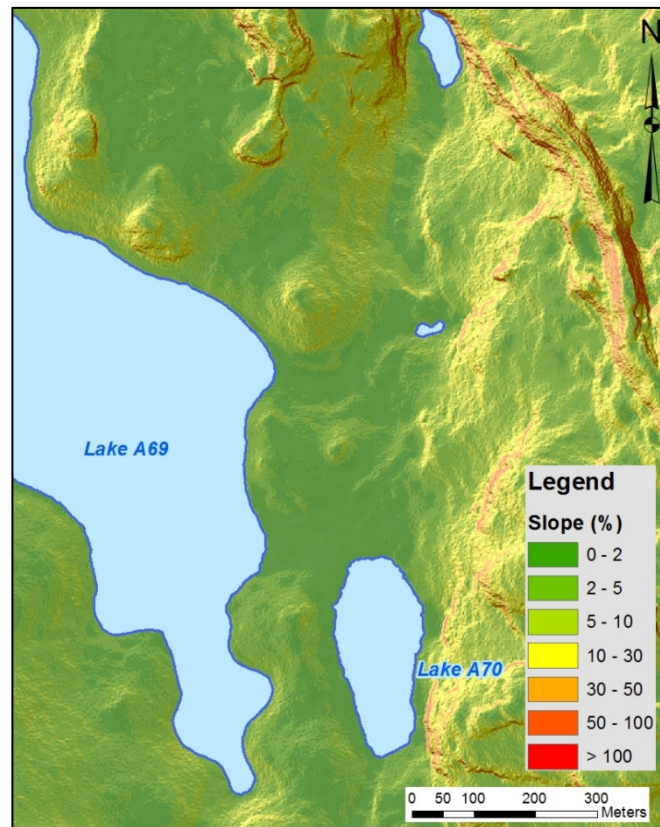 N
Lake A69
Lake A70
Legend
Slope (%)
0 - 2
2 - 5
5 - 10
10 - 30
30 - 50
50 - 100
> 100
0 50 100 200 300
Meters